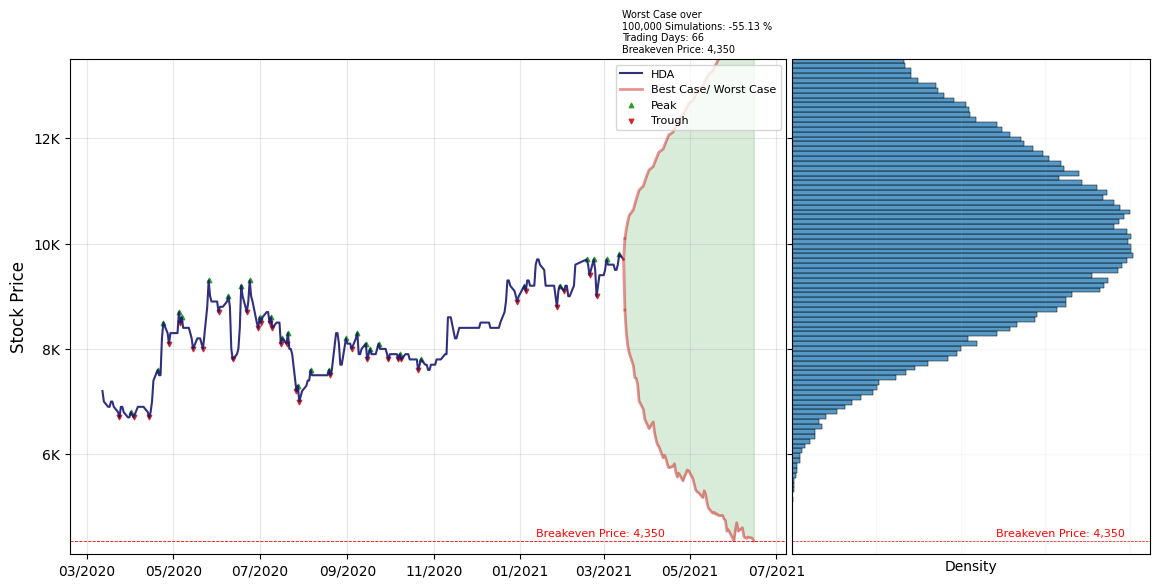 Worst Case over
100,000 Simulations: -55.13 %
Trading Days: 66
Breakeven Price: 4,350
HDA
Best Case/ Worst Case
Peak
Trough
Stock Price
12K
10K
8K
6K
Breakeven Price: 4,350
Breakeven Price: 4,350
03/2020 05/2020 07/2020 09/2020 11/2020 01/2021 03/2021 05/2021 07/2021
Density